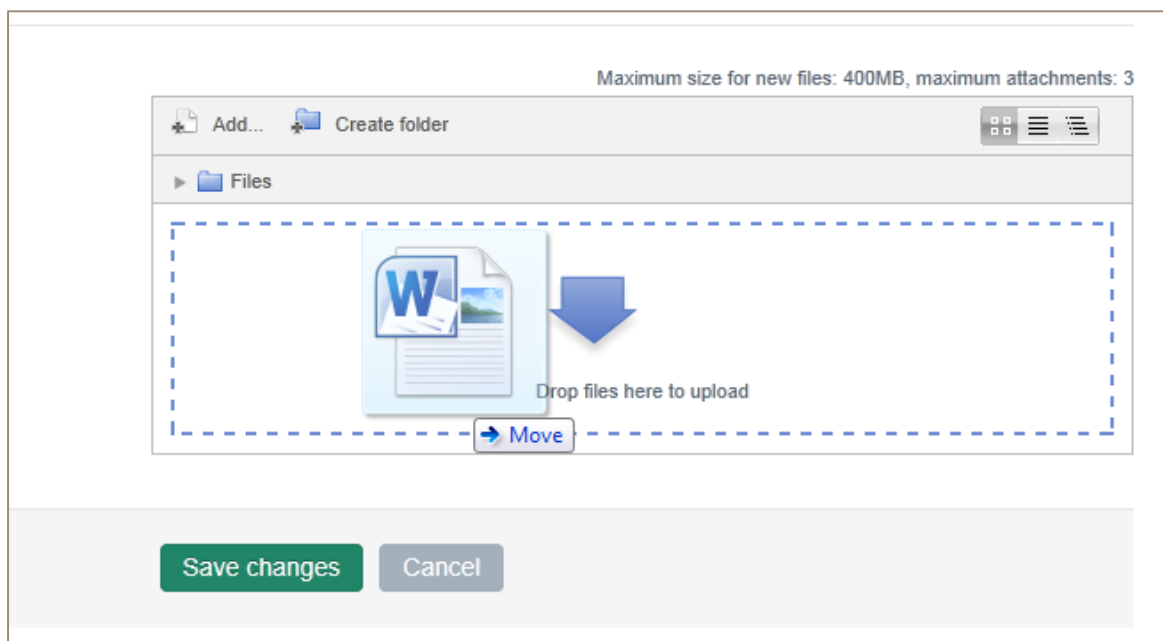 Maximum size for new files: 400MB, maximum attachments: 3
Add... Create folder
Files
W
Drop files here to upload
Move
Save changes Cancel